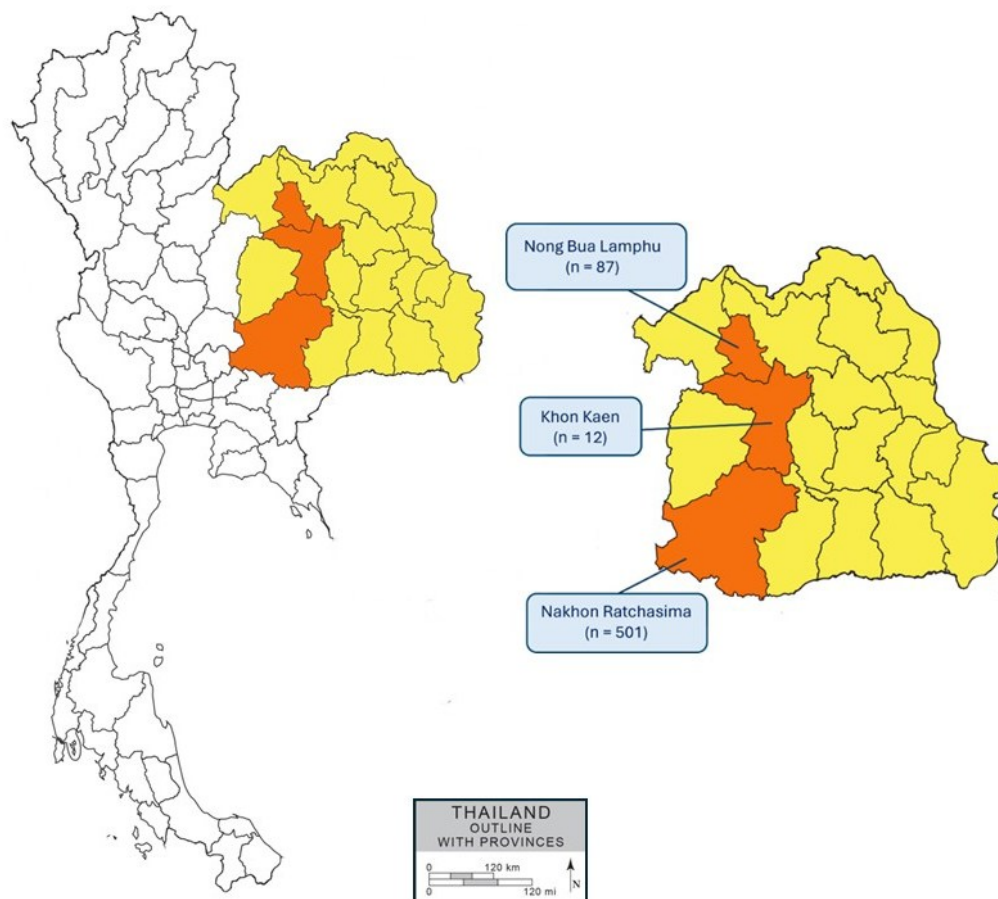 Nong Bua Lamphu
(n = 87)
Khon Kaen
(n = 12)
Nakhon Ratchasima
(n = 501)
THAILAND
OUTLINE
WITH PROVINCES
0 120 km
0 120 mi
N